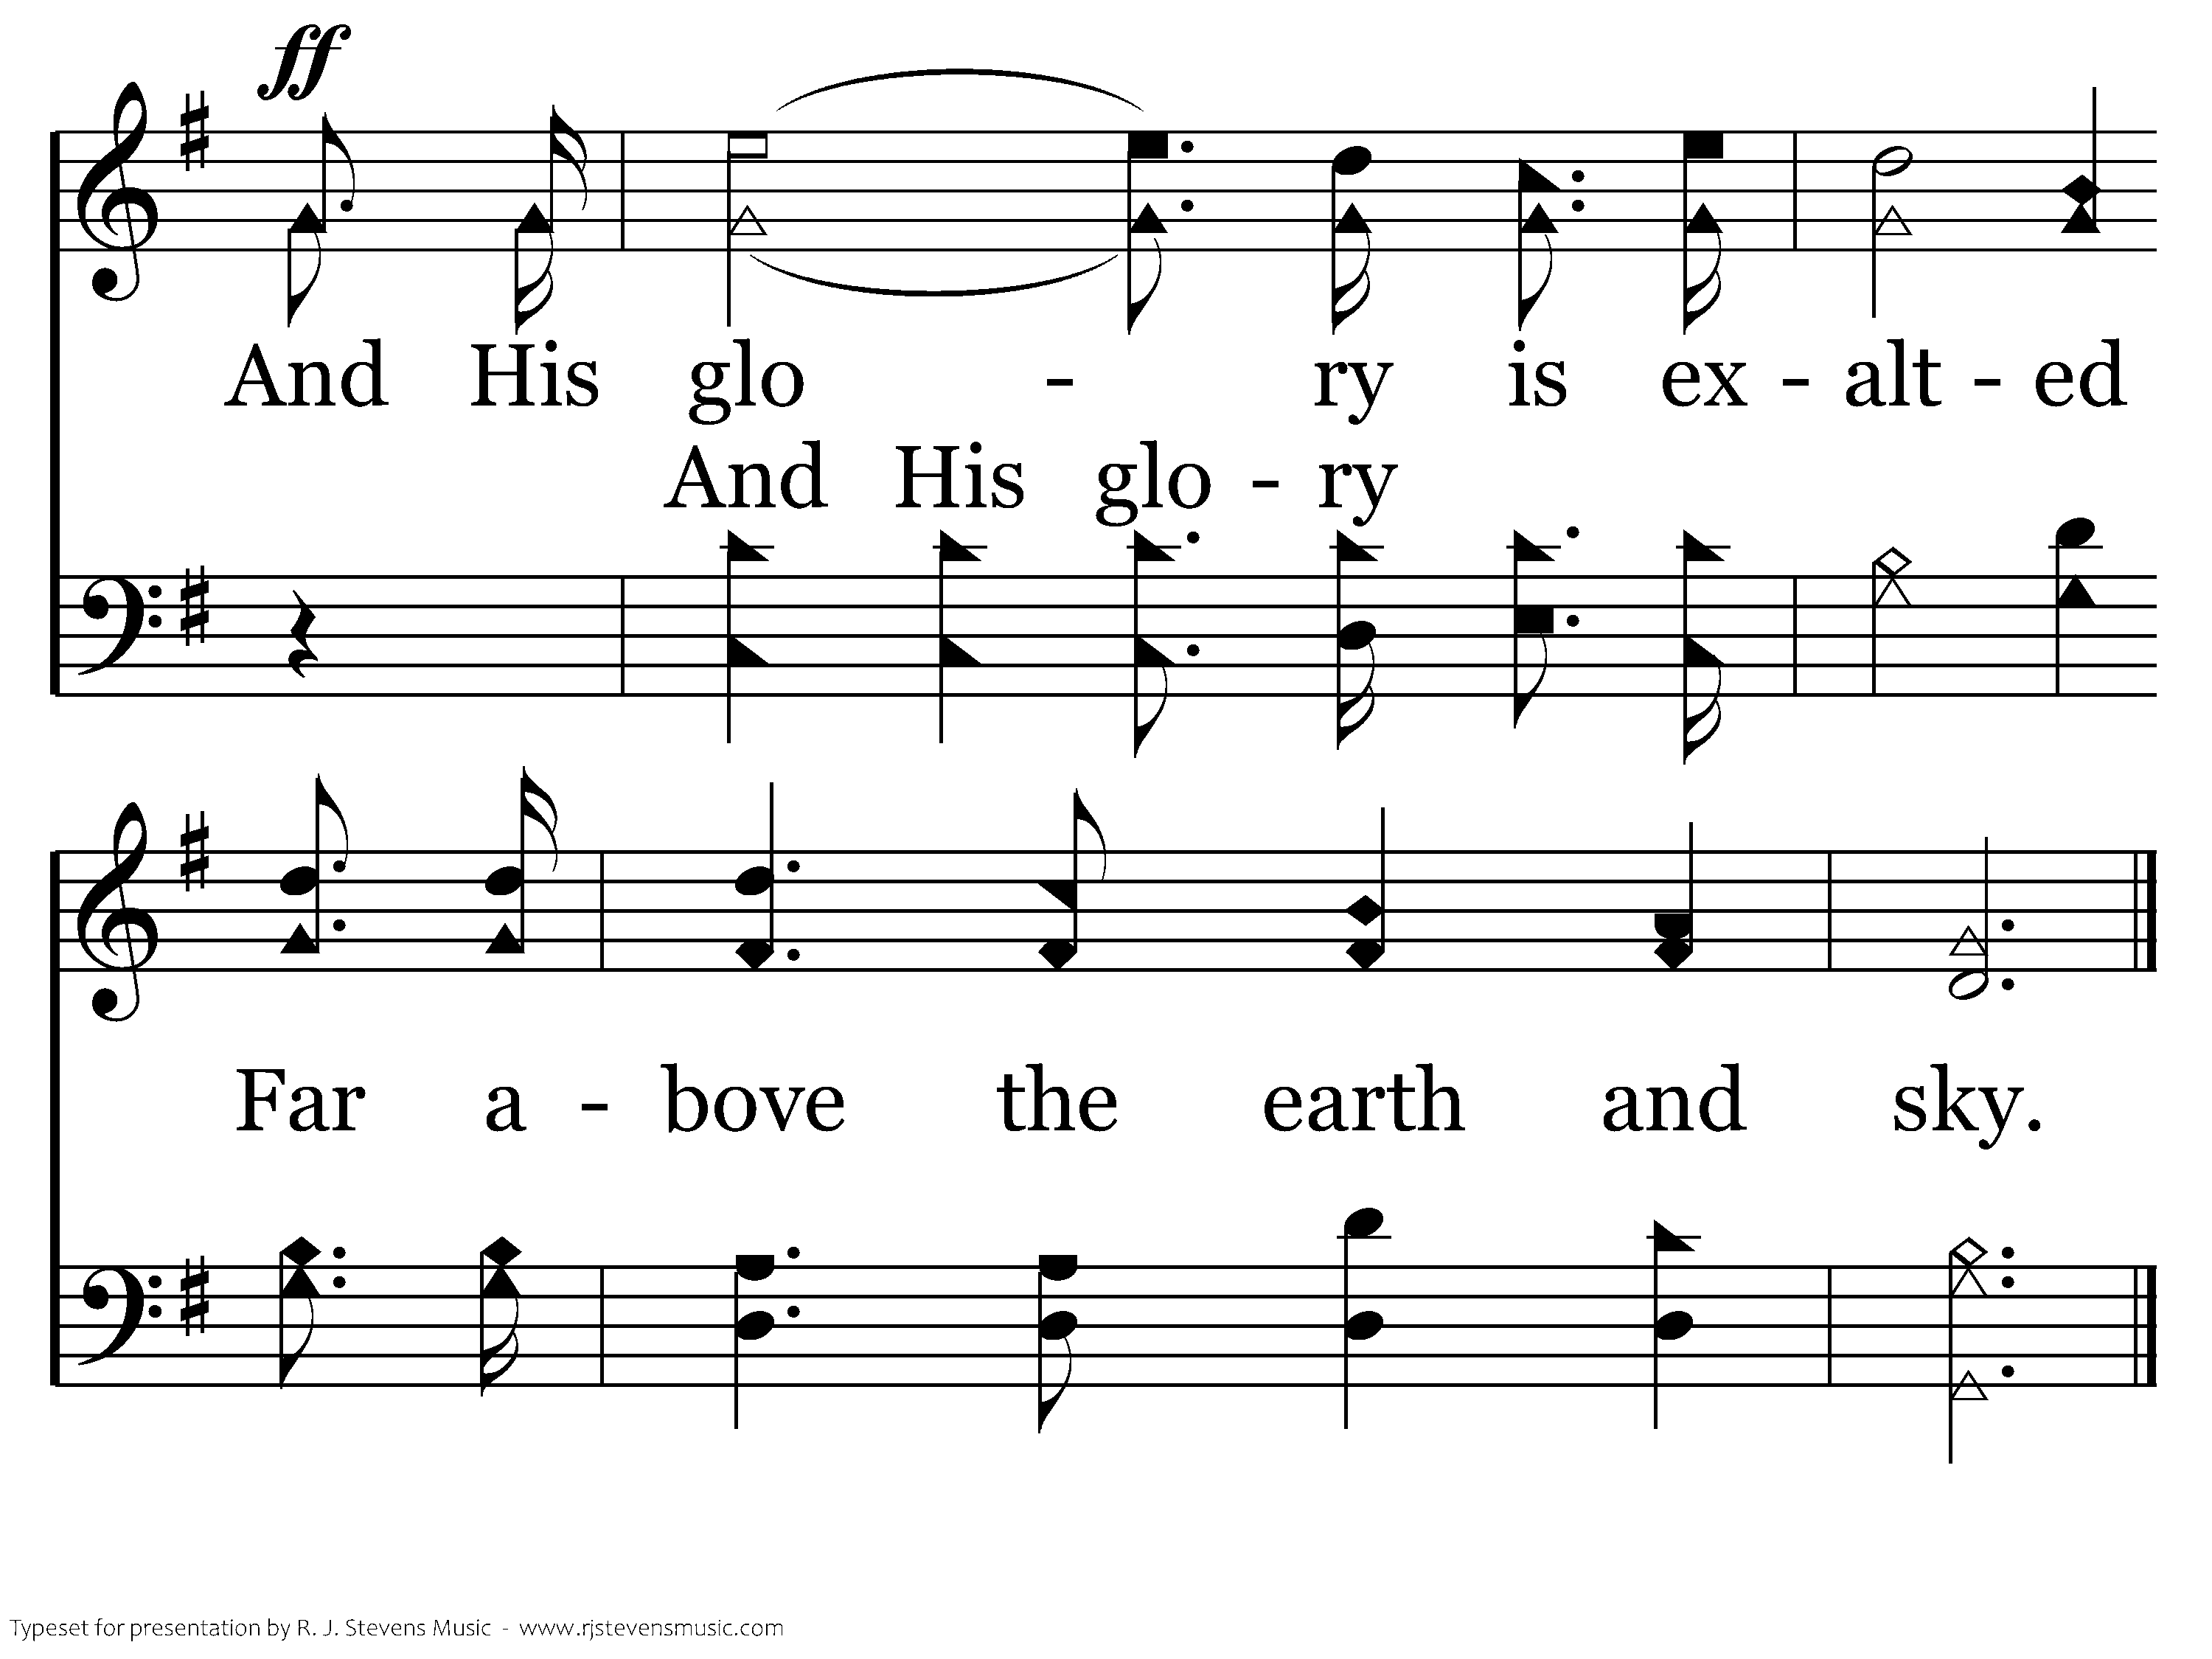 ff
And His glo - ry is ex - alt - ed
And His glo - ry
Far a - bove the earth and sky.
Typeset for presentation by R. J. Stevens Music - www.rjstevensmusic.com